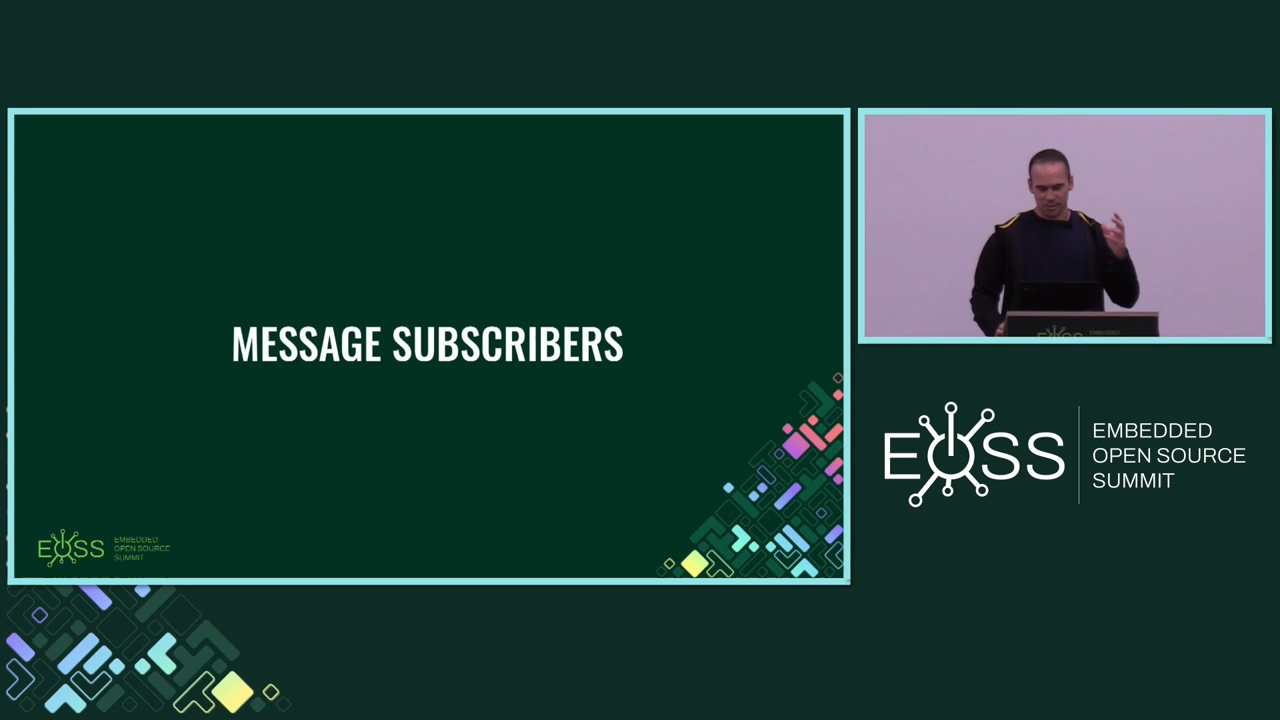 MESSAGE SUBSCRIBERS
EOSS
EMBEDDED
OPEN SOURCE
SUMMIT
EOSS
EMBEDDED
OPEN SOURCE
SUMMIT